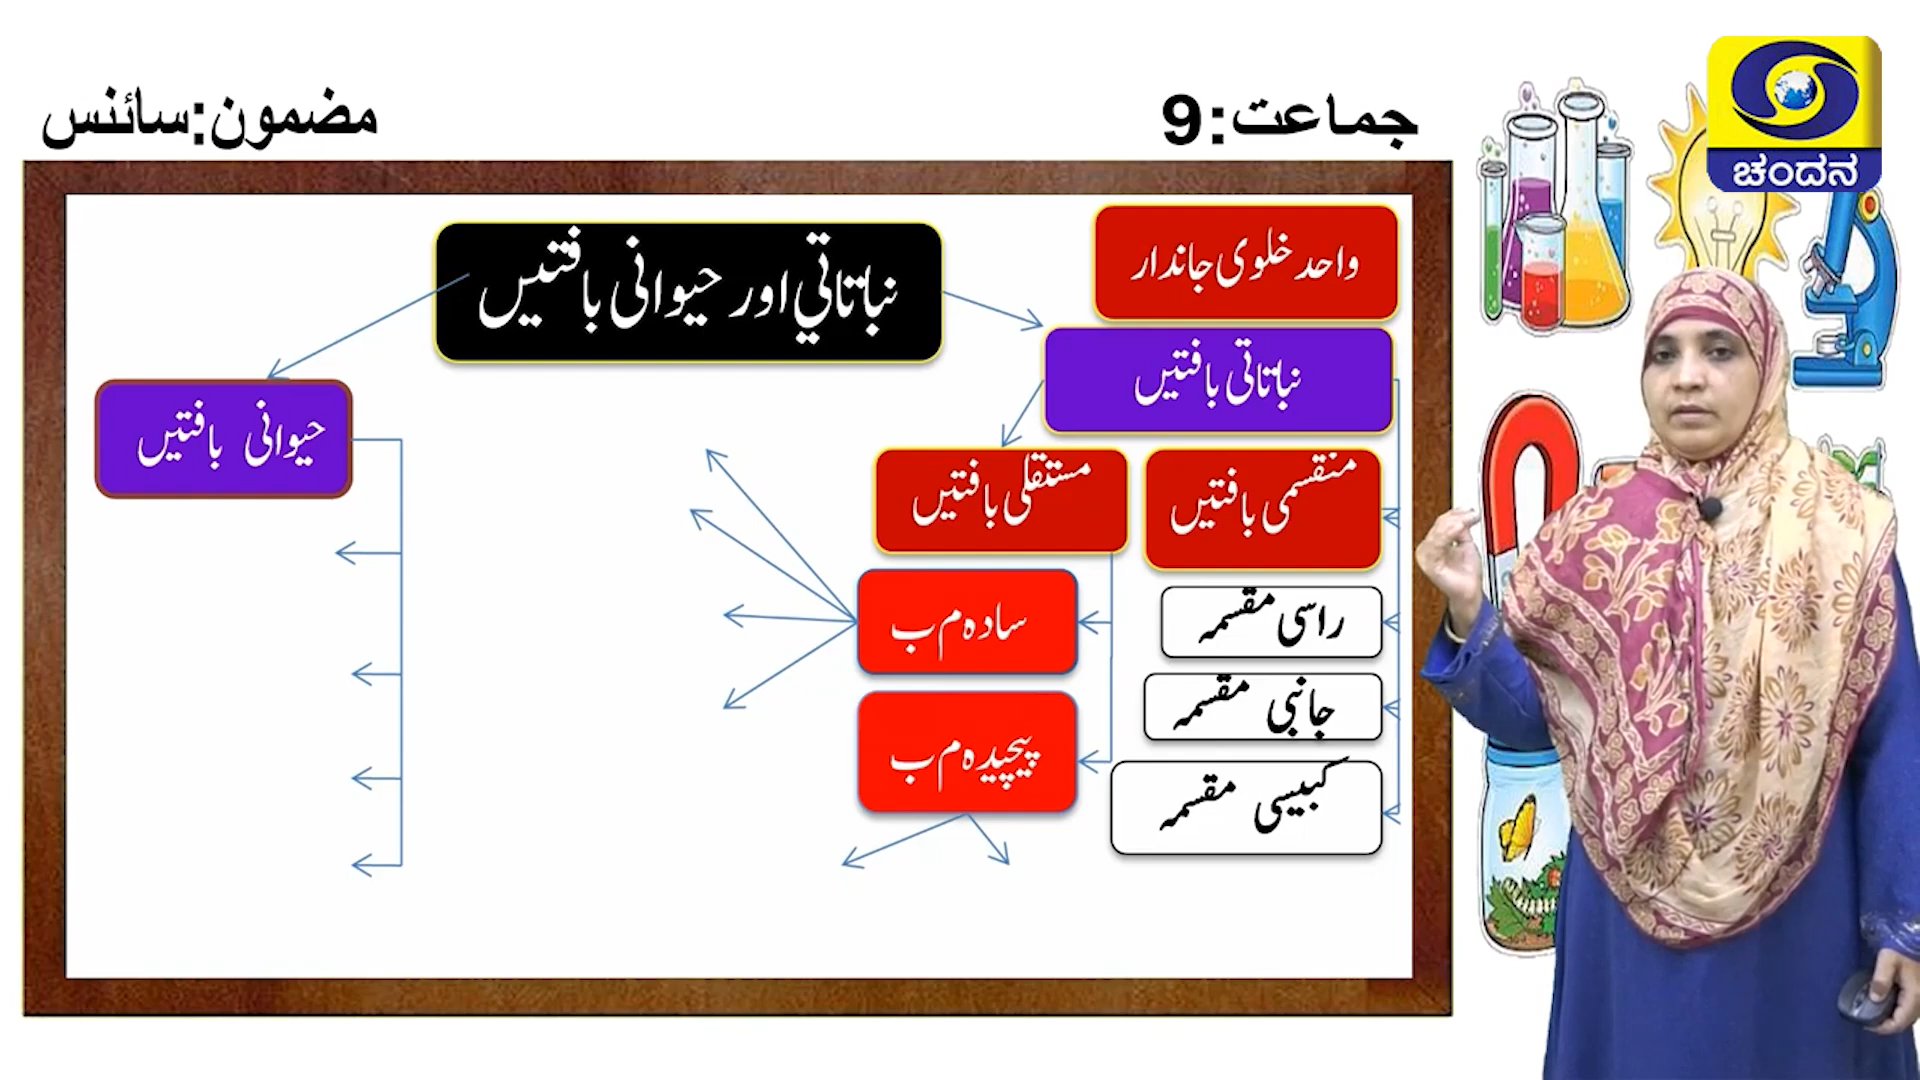 جماعت:9
مضمون:سائنس
ಚಂದನ
واحد خلوی جاندار
نباتاتي اور حیوانی بافتیں
نباتاتی بافتیں
حیوانی بافتیں
منقسمی بافتیں
مستقلی بافتیں
راسی مقسمہ
سادہ م ب
جانبی مقسمہ
پیچیدہ م ب
کبیسی مقسمہ